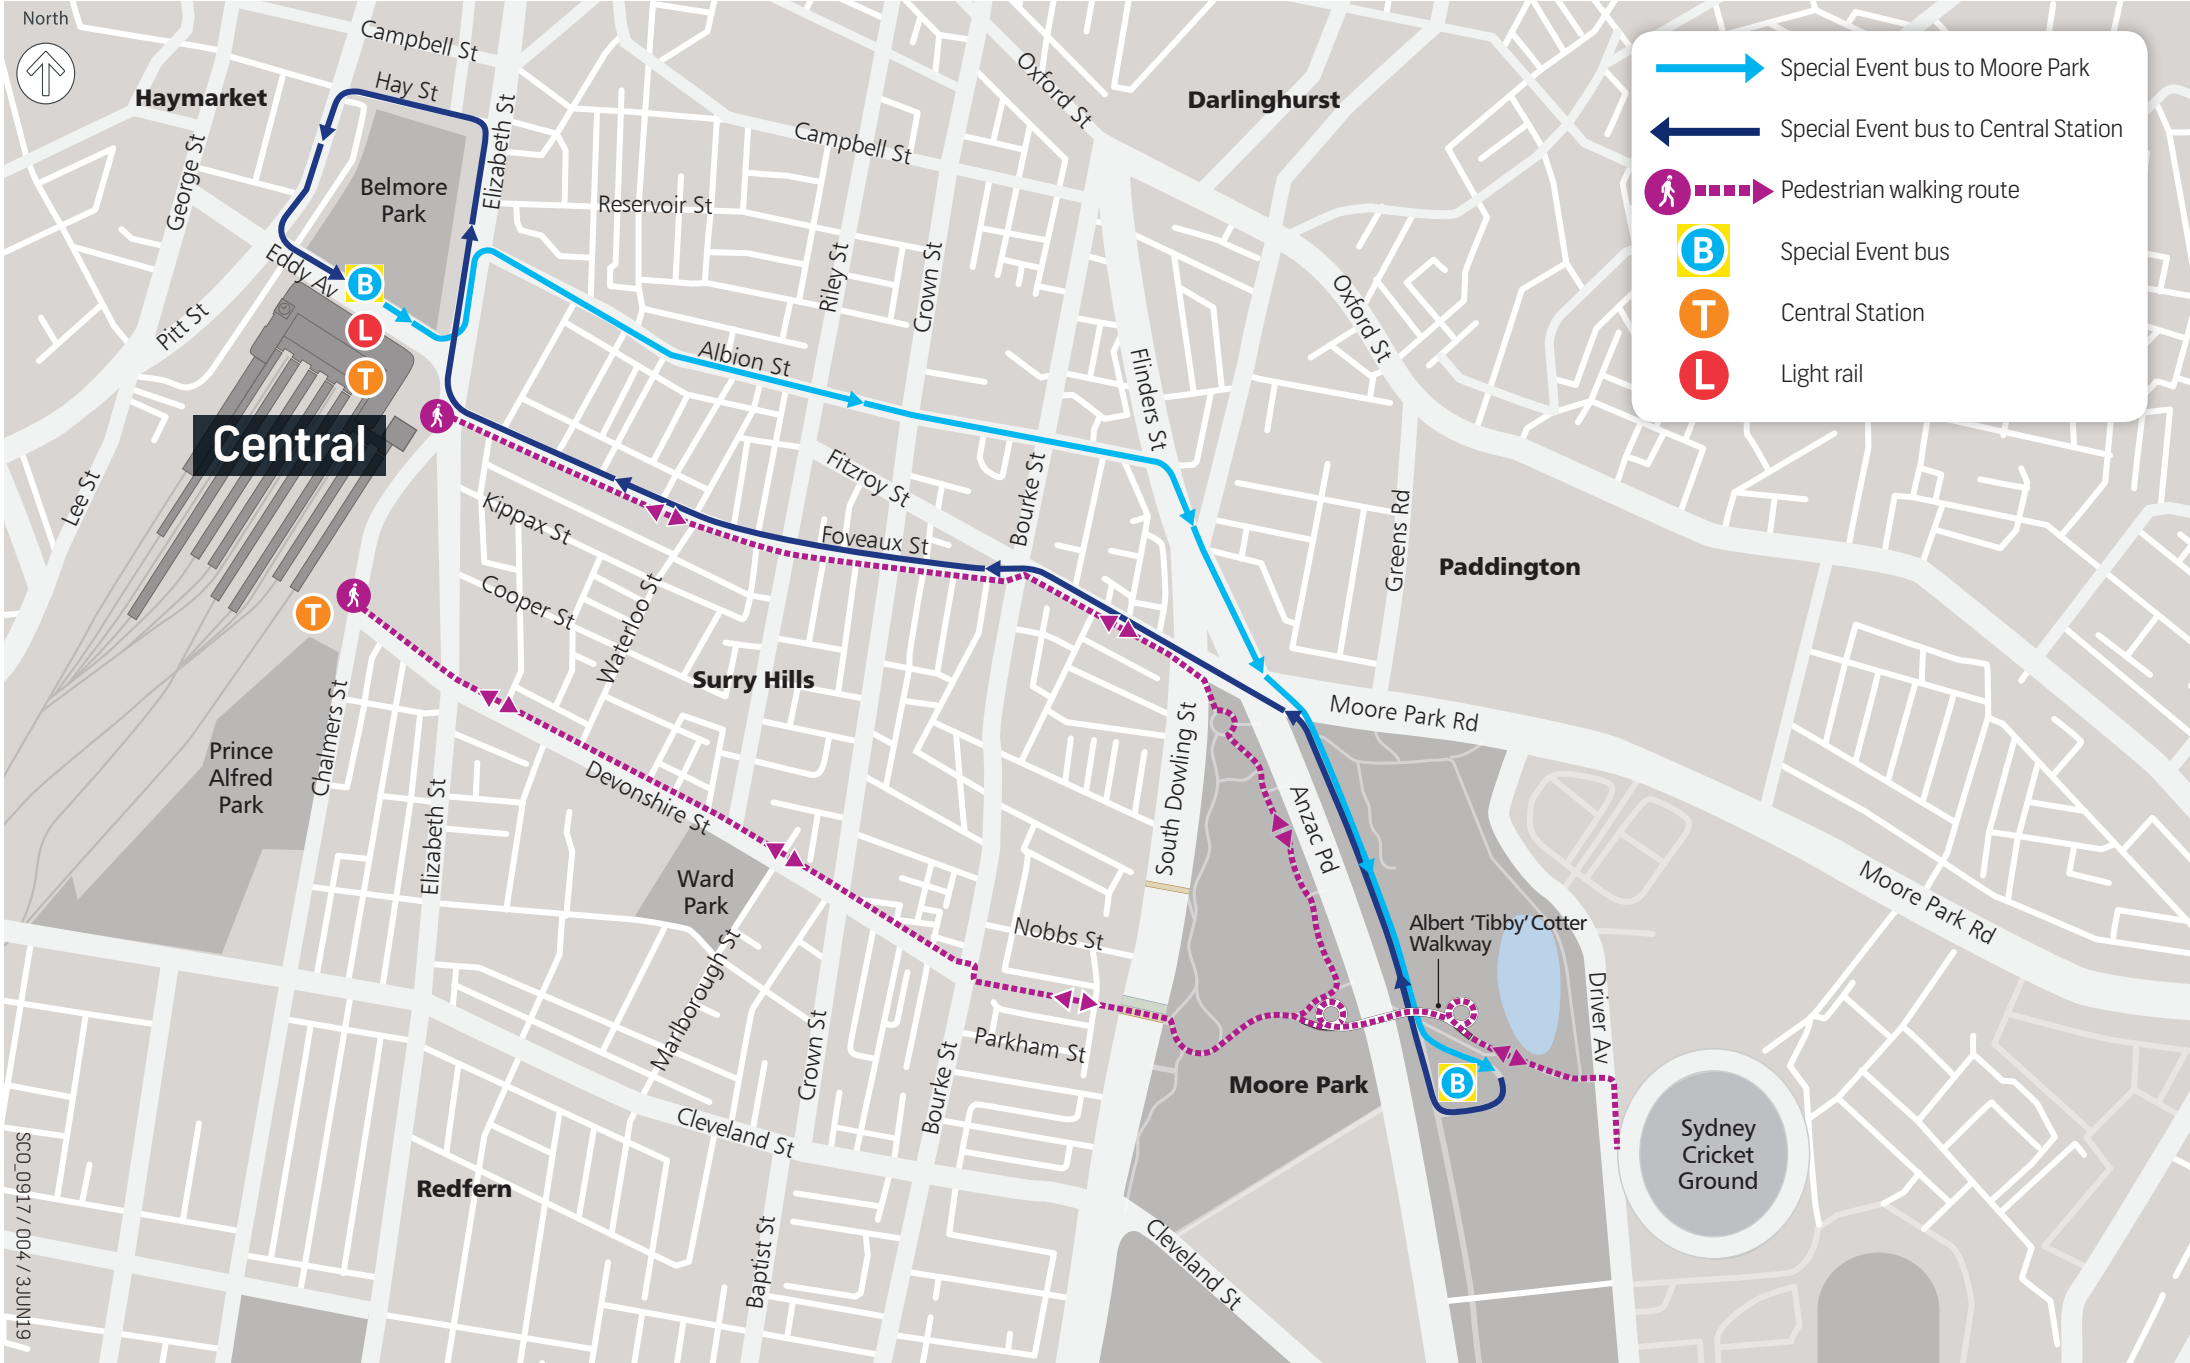 North
Campbell St
Hay St
Haymarket
George St
Elizabeth St
Belmore
Park
Eddy Av
B
L
T
Pitt St
Central
Lee St
Reservoir St
Campbell St
Oxford St
Darlinghurst
Riley St
Crown St
Albion St
Flinders St
Oxford St
Special Event bus to Moore Park
Special Event bus to Central Station
Pedestrian walking route
B
Special Event bus
T
Central Station
L
Light rail
Kippax St
Fitzroy St
Foveaux St
Bourke St
Greens Rd
Paddington
Cooper St
Waterloo St
T
Surry Hills
Prince
Alfred
Park
Chalmers St
Elizabeth St
Devonshire St
South Dowling St
Moore Park Rd
Anzac Pd
Ward
Park
Marlborough St
Nobbs St
Albert 'Tibby' Cotter
Walkway
Moore Park Rd
Driver Av
Crown St
Bourke St
Parkham St
Moore Park
B
Sydney
Cricket
Ground
Cleveland St
Redfern
Baptist St
Cleveland St
SCO_0917 / 004 / 3JUN19